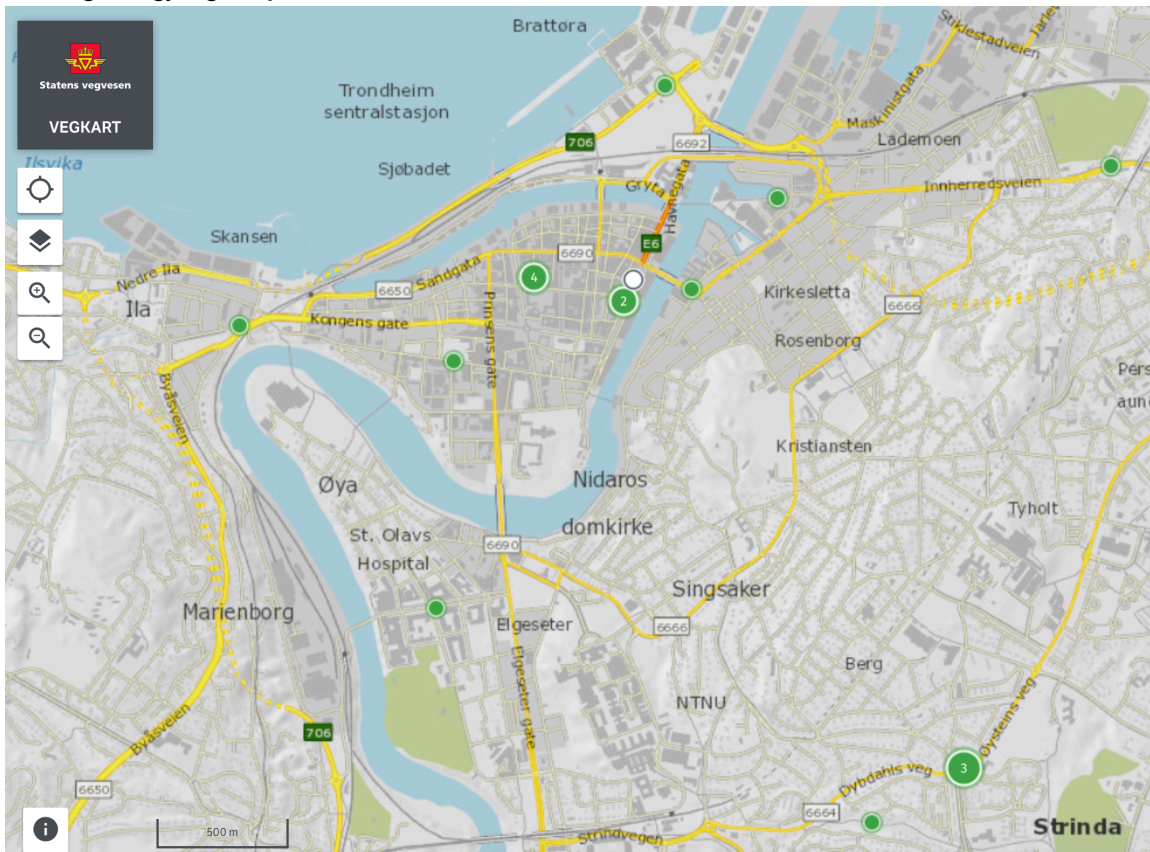 Brattøra
Stiklestadveien
Statens vegvesen
VEGKART
Trondheim
sentralstasjon
Maskinistgata
706
6692
Lademoen
Ilsvika
Sjøbadet
Gryta
Havnegata
Innherredsveien
Skansen
E6
6690
Nedre Ila
Sandgata
4
6650
2
Kirkesletta
6666
Ila
Kongens gate
Prinsens gate
Rosenborg
Byåsveien
Kristiansten
Øya
Nidaros
domkirke
Tyholt
St. Olavs
Hospital
6690
Singsaker
Marienborg
Elgeseter
6666
Elgeseter gate
Berg
NTNU
Byåsveien
706
Øysteins veg
3
Dybdahls veg
6650
6664
500 m
Strindvegen
Strinda